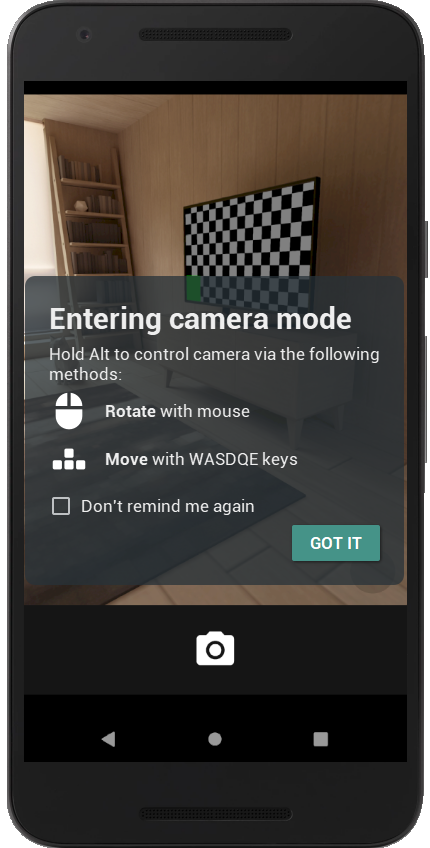 Entering camera mode
Hold Alt to control camera via the following
methods:
Rotate with mouse
Move with WASDQE keys
Don't remind me again
GOT IT